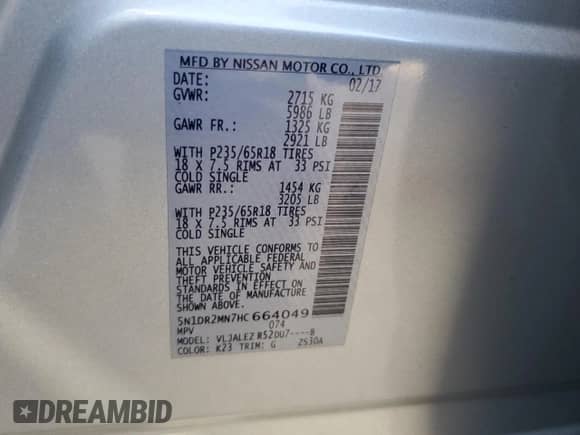 MFD BY NISSAN MOTOR CO., LTD.
DATE: 02/17
GVWR: 2715 KG
5986 LB
GAWR FR.: 1325 KG
2921 LB
WITH P235/65R18 TIRES
18 X 7.5 RIMS AT 33 PSI
COLD SINGLE
GAWR RR.: 1454 KG
3205 LB
WITH P235/65R18 TIRES
18 X 7.5 RIMS AT 33 PSI
COLD SINGLE
THIS VEHICLE CONFORMS TO
ALL APPLICABLE FEDERAL
MOTOR VEHICLE SAFETY AND
THEFT PREVENTION
STANDARDS IN EFFECT ON
THE DATE OF MANUFACTURE
SHOWN ABOVE.
5N1DR2MN7HC664049
MPV 074
MODEL: VLJALEZ R52DU7----B
COLOR: K23 TRIM: G ZS30A
DREAMBID